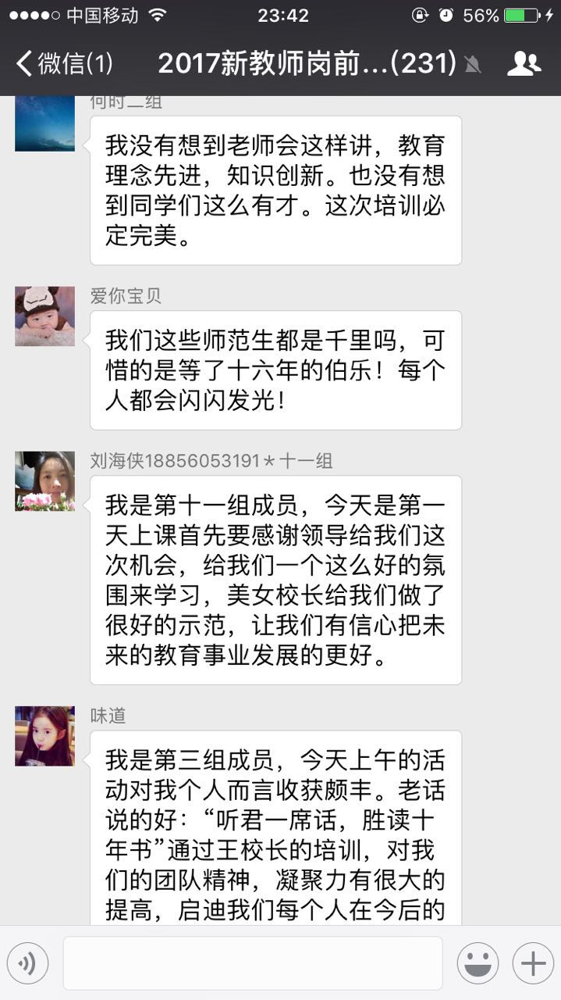 中国移动 23:42 56%
微信(1) 2017新教师岗前...(231)
何时二组
我没有想到老师会这样讲，教育
理念先进，知识创新。也没有想
到同学们这么有才。这次培训必
定完美。
爱你宝贝
我们这些师范生都是千里吗，可
惜的是等了十六年的伯乐！每个
人都会闪闪发光！
刘海侠18856053191＊十一组
我是第十一组成员，今天是第一
天上课首先要感谢领导给我们这
次机会，给我们一个这么好的氛
围来学习，美女校长给我们做了
很好的示范，让我们有信心把未
来的教育事业发展的更好。
味道
我是第三组成员，今天上午的活
动对我个人而言收获颇丰。老话
说的好：“听君一席话，胜读十
年书”通过王校长的培训，对我
们的团队精神，凝聚力有很大的
提高，启迪我们每个人在今后的